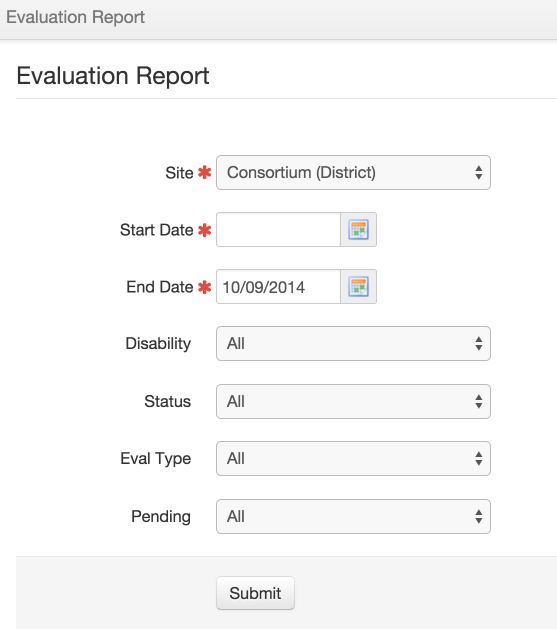 Evaluation Report
Evaluation Report
Site ✱ Consortium (District)
Start Date ✱
End Date ✱ 10/09/2014
Disability All
Status All
Eval Type All
Pending All
Submit